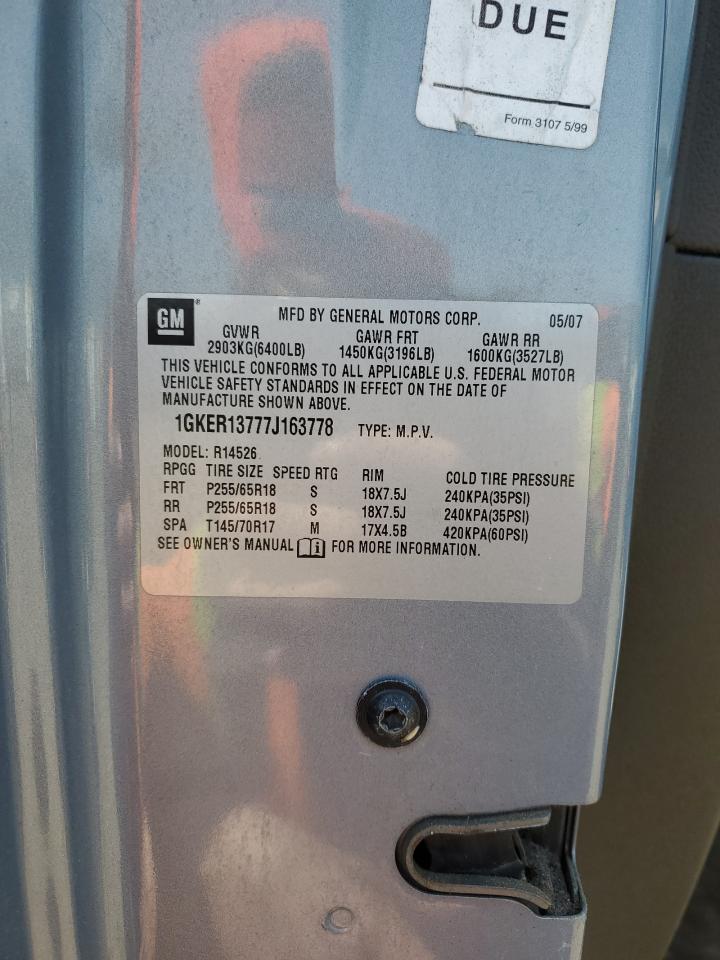 DUE
Form 3107 5/99
GM ®
MFD BY GENERAL MOTORS CORP. 05/07
GVWR GAWR FRT GAWR RR
2903KG(6400LB) 1450KG(3196LB) 1600KG(3527LB)
THIS VEHICLE CONFORMS TO ALL APPLICABLE U.S. FEDERAL MOTOR
VEHICLE SAFETY STANDARDS IN EFFECT ON THE DATE OF
MANUFACTURE SHOWN ABOVE.
1GKER13777J163778 TYPE: M.P.V.
MODEL: R14526
RPGG TIRE SIZE SPEED RTG RIM COLD TIRE PRESSURE
FRT P255/65R18 S 18X7.5J 240KPA(35PSI)
RR P255/65R18 S 18X7.5J 240KPA(35PSI)
SPA T145/70R17 M 17X4.5B 420KPA(60PSI)
SEE OWNER'S MANUAL FOR MORE INFORMATION.